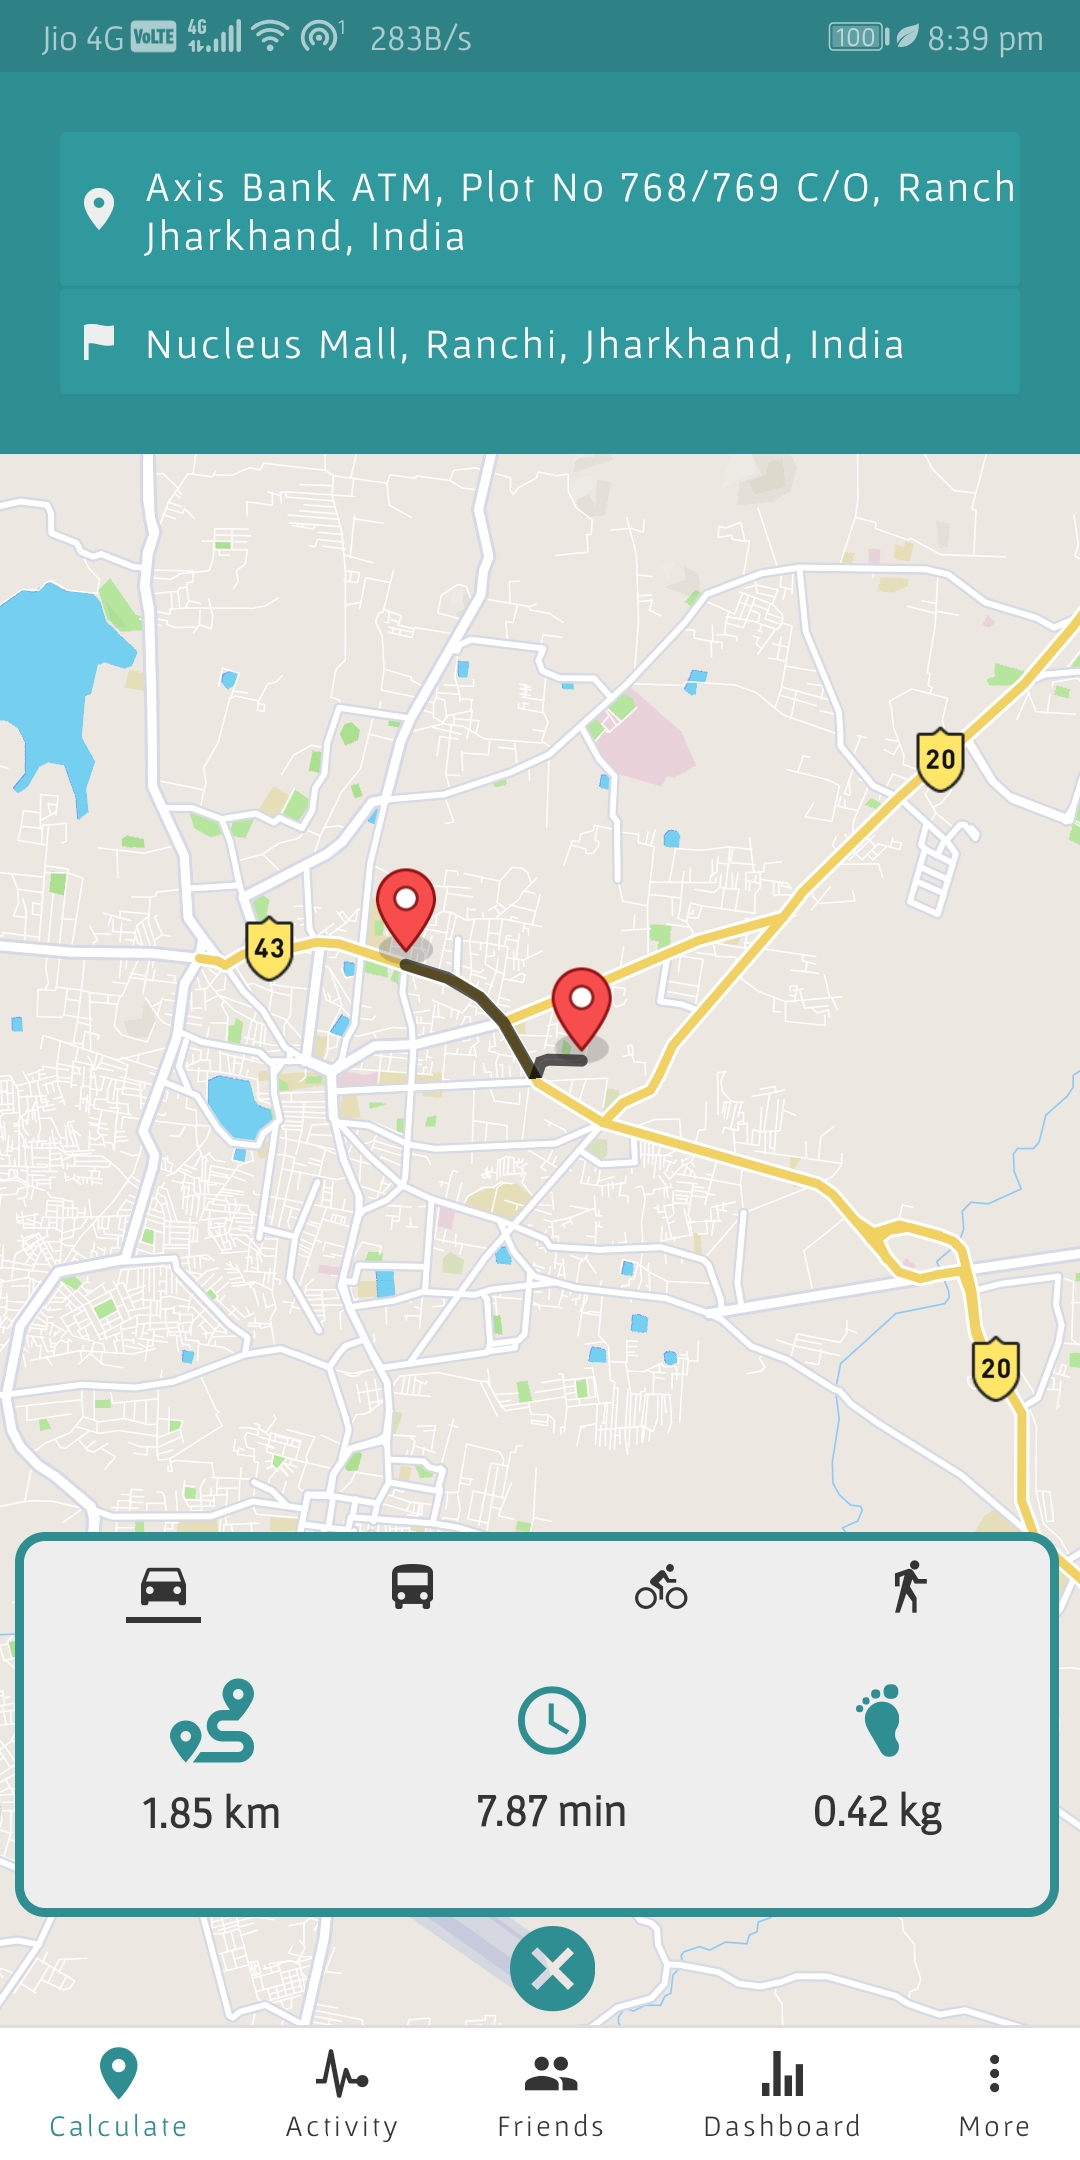 Jio 4G VoLTE 4G 1 283B/s 100 8:39 pm
Axis Bank ATM, Plot No 768/769 C/O, Ranch
Jharkhand, India
Nucleus Mall, Ranchi, Jharkhand, India
20
43
20
1.85 km 7.87 min 0.42 kg
Calculate Activity Friends Dashboard More